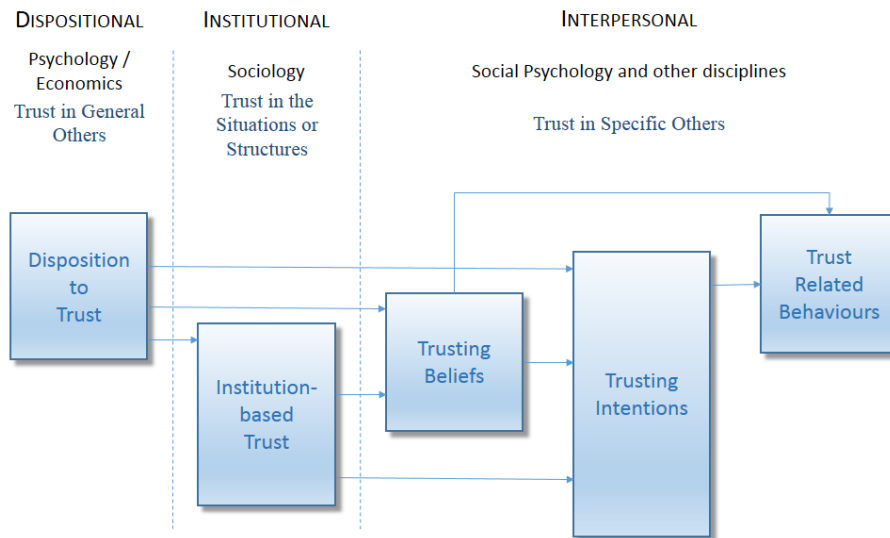 DISPOSITIONAL
Psychology /
Economics
Trust in General
Others
INSTITUTIONAL
Sociology
Trust in the
Situations or
Structures
INTERPERSONAL
Social Psychology and other disciplines
Trust in Specific Others
Disposition
to
Trust
Institution-
based
Trust
Trusting
Beliefs
Trusting
Intentions
Trust
Related
Behaviours